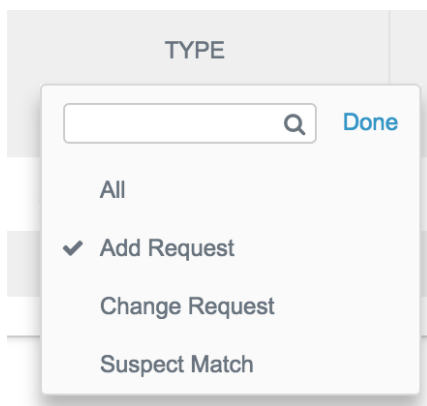 TYPE
Done
All
Add Request
Change Request
Suspect Match